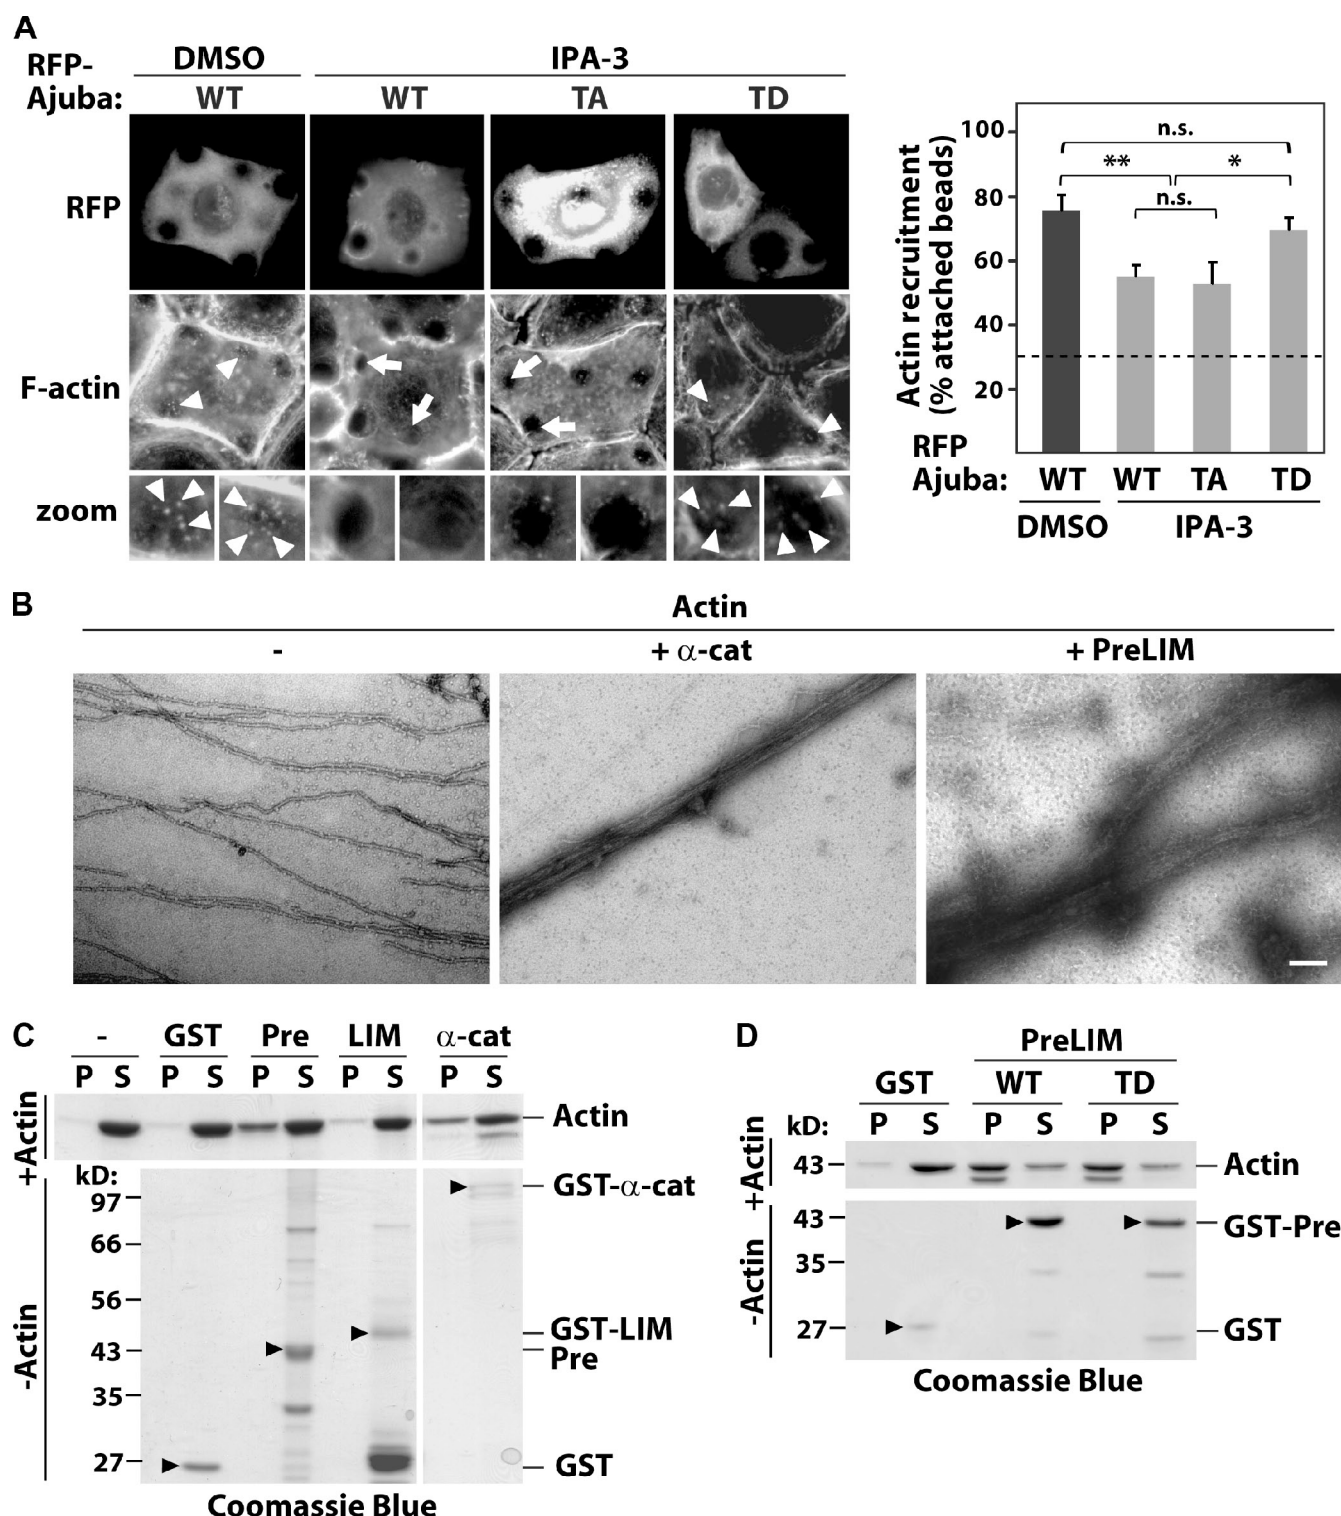 A
RFP-
Ajuba:
DMSO
IPA-3
WT
WT
TA
TD
RFP
F-actin
zoom
Actin recruitment
(% attached beads)
100
80
60
40
20
n.s.
**
*
n.s.
RFP
Ajuba:
WT
WT
TA
TD
DMSO
IPA-3
B
Actin
-
+ α-cat
+ PreLIM
C
-
GST
Pre
LIM
α-cat
P S P S P S P S P S
+Actin
Actin
-Actin
kD:
97
66
56
43
35
27
GST-α-cat
GST-LIM
Pre
GST
Coomassie Blue
D
PreLIM
GST
WT
TD
kD:
P S P S P S
+Actin
43
Actin
-Actin
43
35
27
GST-Pre
GST
Coomassie Blue